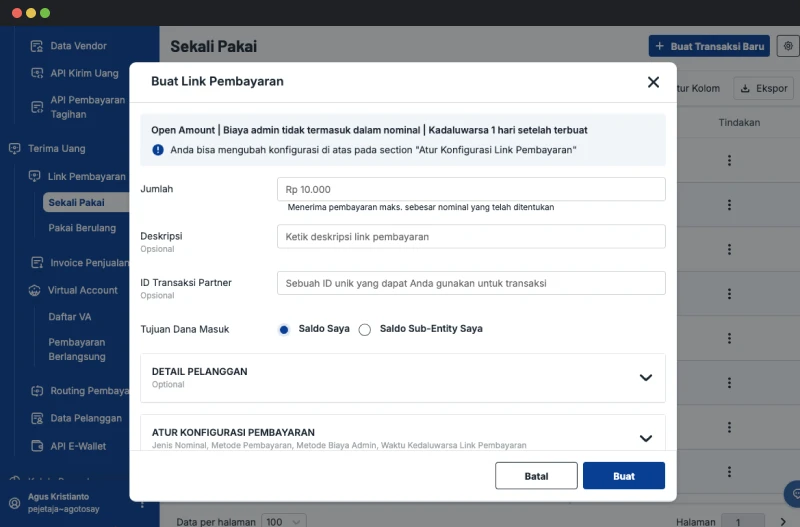 Data Vendor
API Kirim Uang
API Pembayaran
Tagihan
Terima Uang
Link Pembayaran
Sekali Pakai
Pakai Berulang
Invoice Penjualan
Virtual Account
Daftar VA
Pembayaran
Berlangsung
Routing Pembaya
Data Pelanggan
API E-Wallet
Agus Kristianto
pejetaja–agotosay
Sekali Pakai
+ Buat Transaksi Baru
tur Kolom
Ekspor
Tindakan
Buat Link Pembayaran
Open Amount | Biaya admin tidak termasuk dalam nominal | Kadaluwarsa 1 hari setelah terbuat
Anda bisa mengubah konfigurasi di atas pada section "Atur Konfigurasi Link Pembayaran"
Jumlah
Rp 10.000
Menerima pembayaran maks. sebesar nominal yang telah ditentukan
Deskripsi
Opsional
Ketik deskripsi link pembayaran
ID Transaksi Partner
Opsional
Sebuah ID unik yang dapat Anda gunakan untuk transaksi
Tujuan Dana Masuk
Saldo Saya
Saldo Sub-Entity Saya
DETAIL PELANGGAN
Optional
ATUR KONFIGURASI PEMBAYARAN
Jenis Nominal, Metode Pembayaran, Metode Biaya Admin, Waktu Kedaluwarsa Link Pembayaran
Batal
Buat
Data per halaman 100
Halaman 1